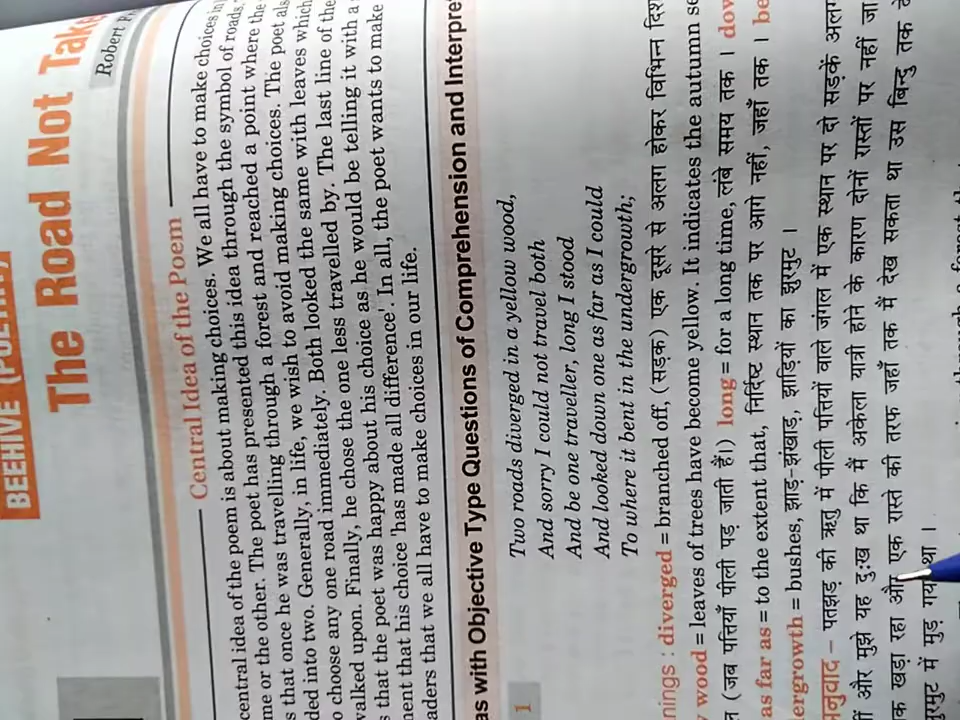 BEEHIVE (POETRY)
The Road Not Take
Robert
Central Idea of the Poem
central idea of the poem is about making choices. We all have to make choices in
me or the other. The poet has presented this idea through the symbol of roads.
s that once he was travelling through a forest and reached a point where the
ded into two. Generally, in life, we wish to avoid making choices. The poet als
o choose any one road immediately. Both looked the same with leaves which
valked upon. Finally, he chose the one less travelled by. The last line of the
s that the poet was happy about his choice as he would be telling it with a
nent that his choice 'has made all difference'. In all, the poet wants to make
aders that we all have to make choices in our life.
as with Objective Type Questions of Comprehension and Interpre
1
Two roads diverged in a yellow wood,
And sorry I could not travel both
And be one traveller, long I stood
And looked down one as far as I could
To where it bent in the undergrowth;
nings : diverged = branched off, (सड़क) एक दूसरे से अलग होकर विभिन्न दिश
wood = leaves of trees have become yellow. It indicates the autumn se
न (जब पत्तियाँ पीली पड़ जाती हैं।) long = for a long time, लंबे समय तक । dow
as far as = to the extent that, निर्दिष्ट स्थान तक पर आगे नहीं, जहाँ तक । be
ergrowth = bushes, झाड़-झंखाड़, झाड़ियों का झुरमुट ।
अनुवाद – पतझड़ की ऋतु में पीली पत्तियों वाले जंगल में एक स्थान पर दो सड़कें अलग
और मुझे यह दुःख था कि मैं अकेला यात्री होने के कारण दोनों रास्तों पर नहीं जा
क खड़ा रहा और एक रास्ते की तरफ जहाँ तक मैं देख सकता था उस बिन्दु तक दे
ुरमुट में मुड़ गया था ।
through a forest